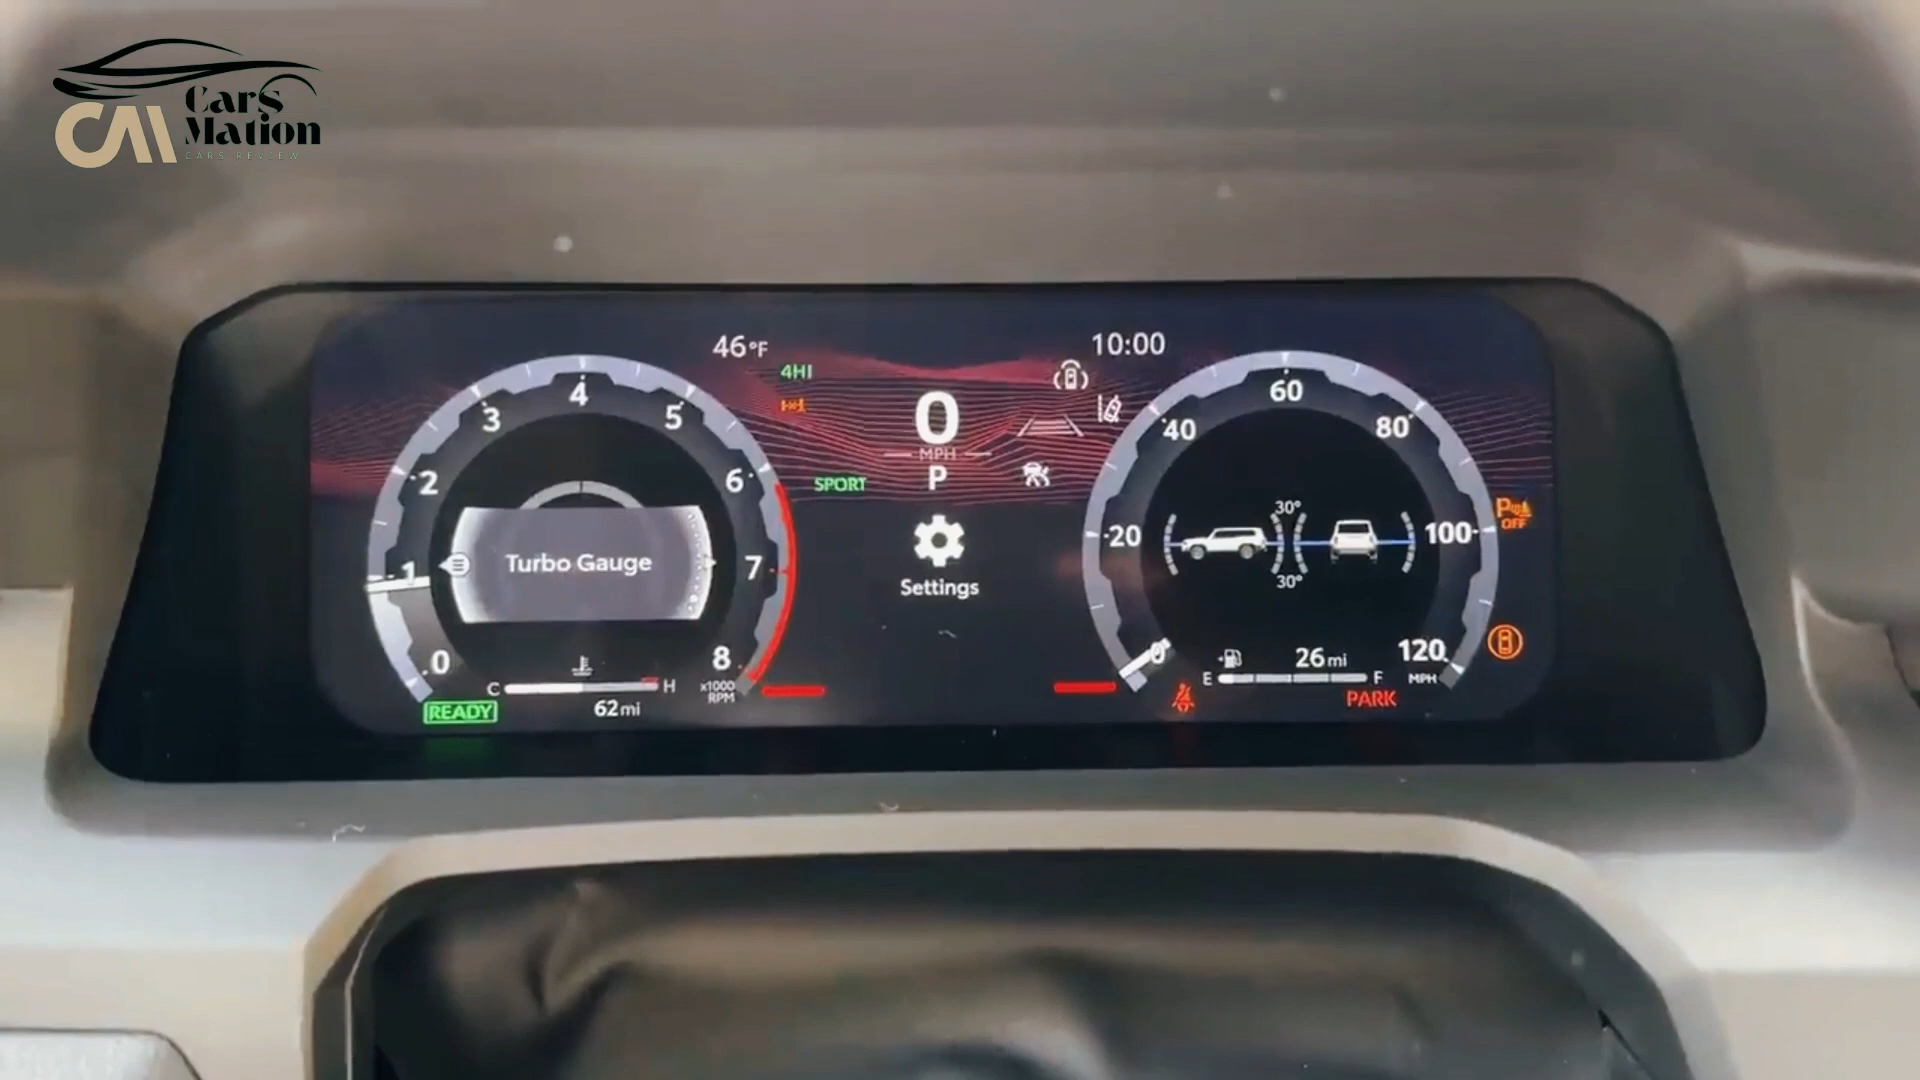 CM
Cars
Mation
CARS REVIEW
46°F
10:00
4HI
0
MPH
P
SPORT
Settings
Turbo Gauge
0
1
2
3
4
5
6
7
8
x1000
RPM
C
H
62mi
READY
0
20
40
60
80
100
120
MPH
30°
30°
26mi
E
F
PARK
P
OFF